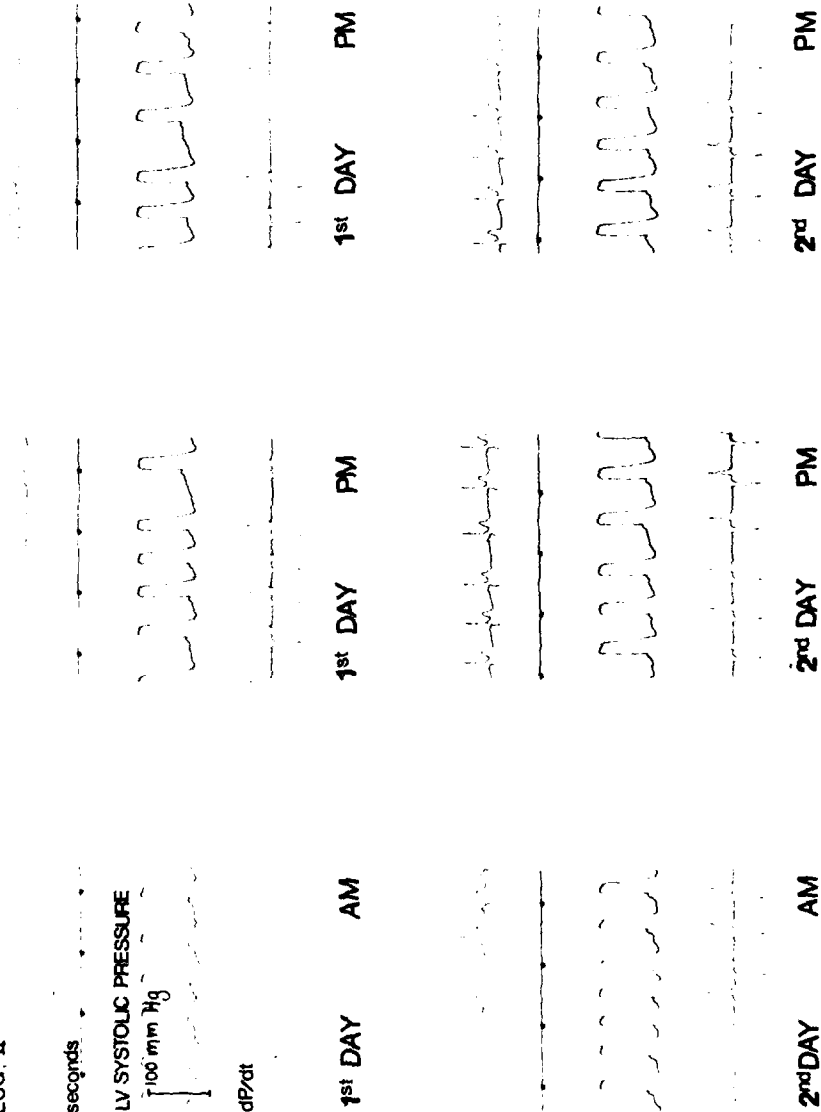 seconds
LV SYSTOLIC PRESSURE
100 mm Hg
dP/dt
1st DAY AM 1st DAY PM 1st DAY PM
2nd DAY AM 2nd DAY PM 2nd DAY PM